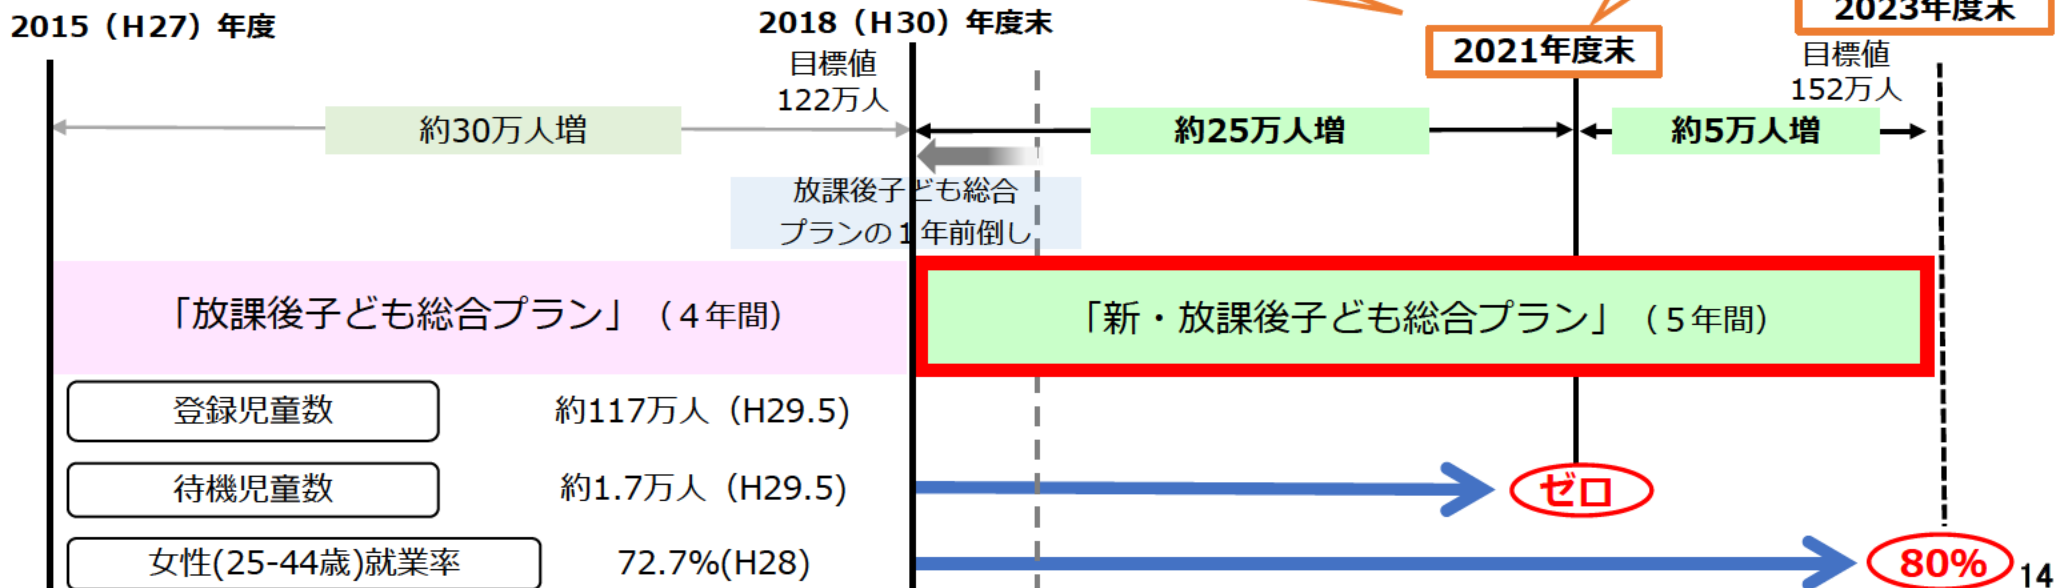 2015（H27）年度
2018（H30）年度末
2023年度末
2021年度末
目標値
122万人
目標値
152万人
約30万人増
約25万人増
約5万人増
放課後子ども総合
プランの１年前倒し
「放課後子ども総合プラン」（４年間）
「新・放課後子ども総合プラン」（５年間）
登録児童数
約117万人（H29.5)
待機児童数
約1.7万人（H29.5)
ゼロ
女性(25-44歳)就業率
72.7%(H28)
80%
14